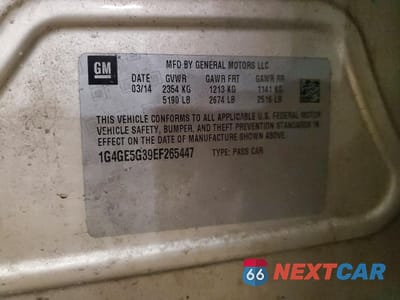 GM
MFD BY GENERAL MOTORS LLC
DATE GVWR GAWR FRT GAWR RR
03/14 2354 KG 1213 KG 1141 KG
5190 LB 2674 LB 2516 LB
THIS VEHICLE CONFORMS TO ALL APPLICABLE U.S. FEDERAL MOTOR
VEHICLE SAFETY, BUMPER, AND THEFT PREVENTION STANDARDS IN
EFFECT ON THE DATE OF MANUFACTURE SHOWN ABOVE.
1G4GE5G39EF265447 TYPE: PASS CAR
66 NEXTCAR